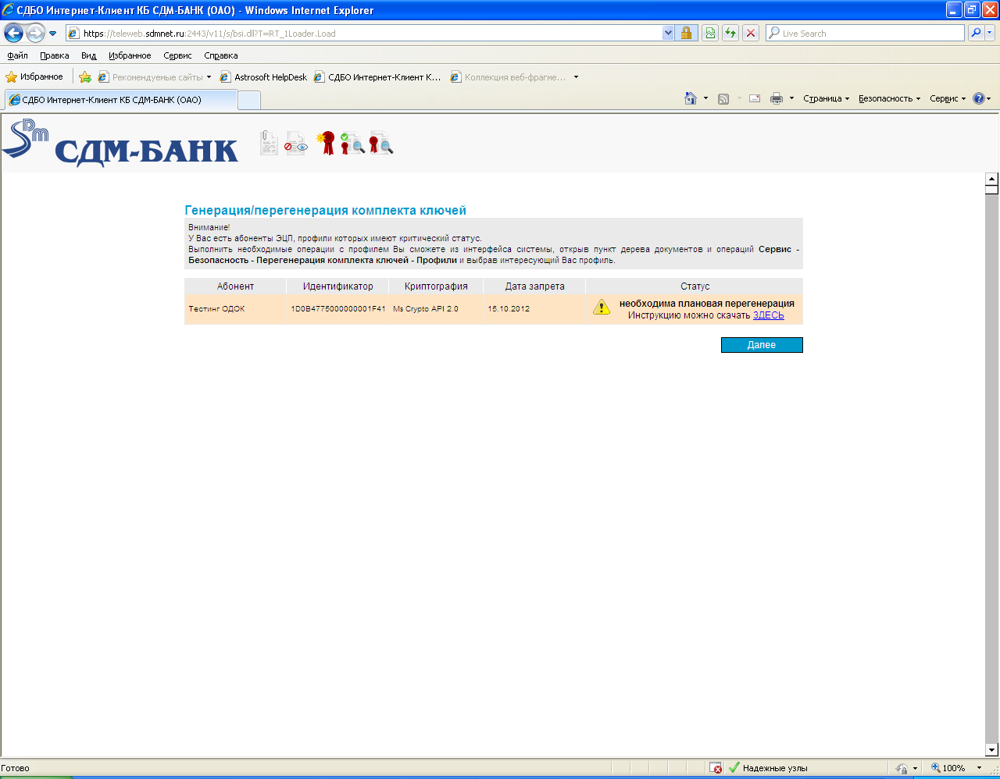 СДБО Интернет-Клиент КБ СДМ-БАНК (ОАО) - Windows Internet Explorer
https://teleweb.sdmnet.ru:2443/v11/s/bsi.dll?T=RT_1Loader.Load
Live Search
Файл Правка Вид Избранное Сервис Справка
Избранное Рекомендуемые сайты Astrosoft HelpDesk СДБО Интернет-Клиент К... Коллекция веб-фрагме...
СДБО Интернет-Клиент КБ СДМ-БАНК (ОАО)
Страница Безопасность Сервис
SDm СДМ-БАНК
Генерация/перегенерация комплекта ключей
Внимание!
У Вас есть абоненты ЭЦП, профили которых имеют критический статус.
Выполнить необходимые операции с профилем Вы сможете из интерфейса системы, открыв пункт дерева документов и операций Сервис -
Безопасность - Перегенерация комплекта ключей - Профили и выбрав интересующий Вас профиль.
Абонент Идентификатор Криптография Дата запрета Статус
Тестинг ОДОК 1D0B4775000000001F41 Ms Crypto API 2.0 15.10.2012 необходима плановая перегенерация
Инструкцию можно скачать ЗДЕСЬ
Далее
Готово
Надежные узлы
100%